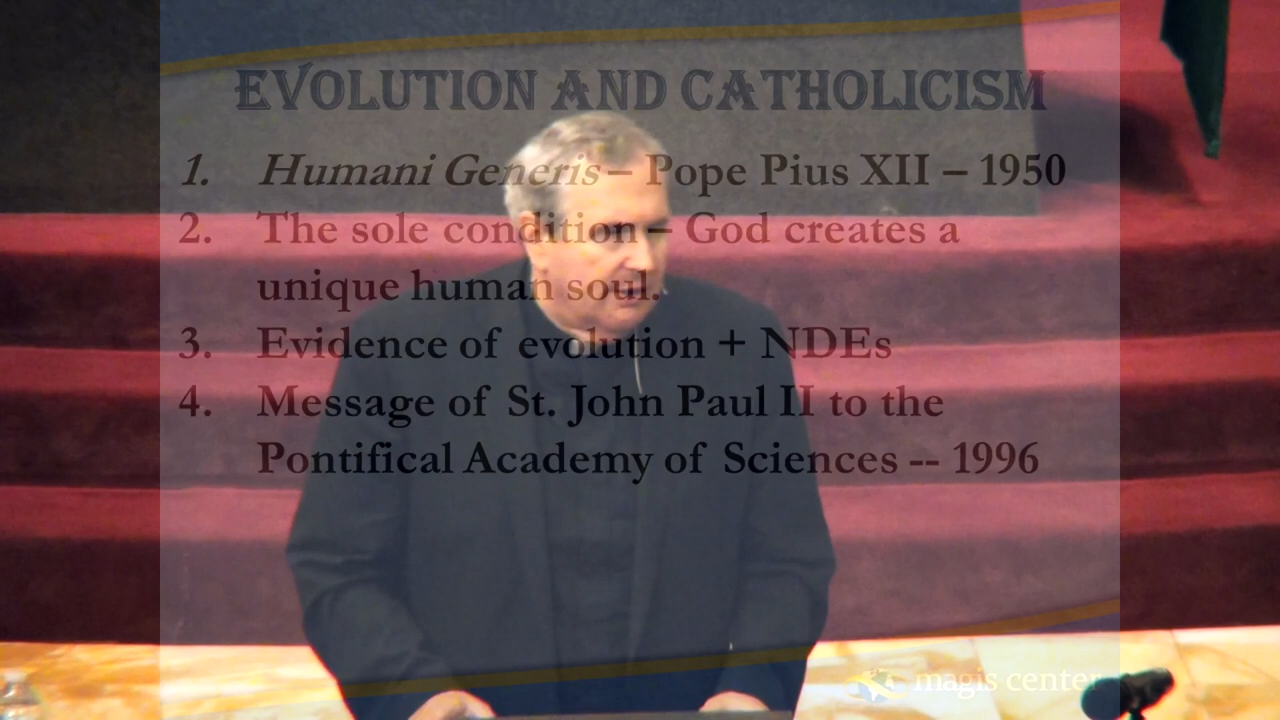 EVOLUTION AND CATHOLICISM
1. Humani Generis – Pope Pius XII – 1950
2. The sole condition – God creates a
unique human soul.
3. Evidence of evolution + NDEs
4. Message of St. John Paul II to the
Pontifical Academy of Sciences -- 1996
magis center